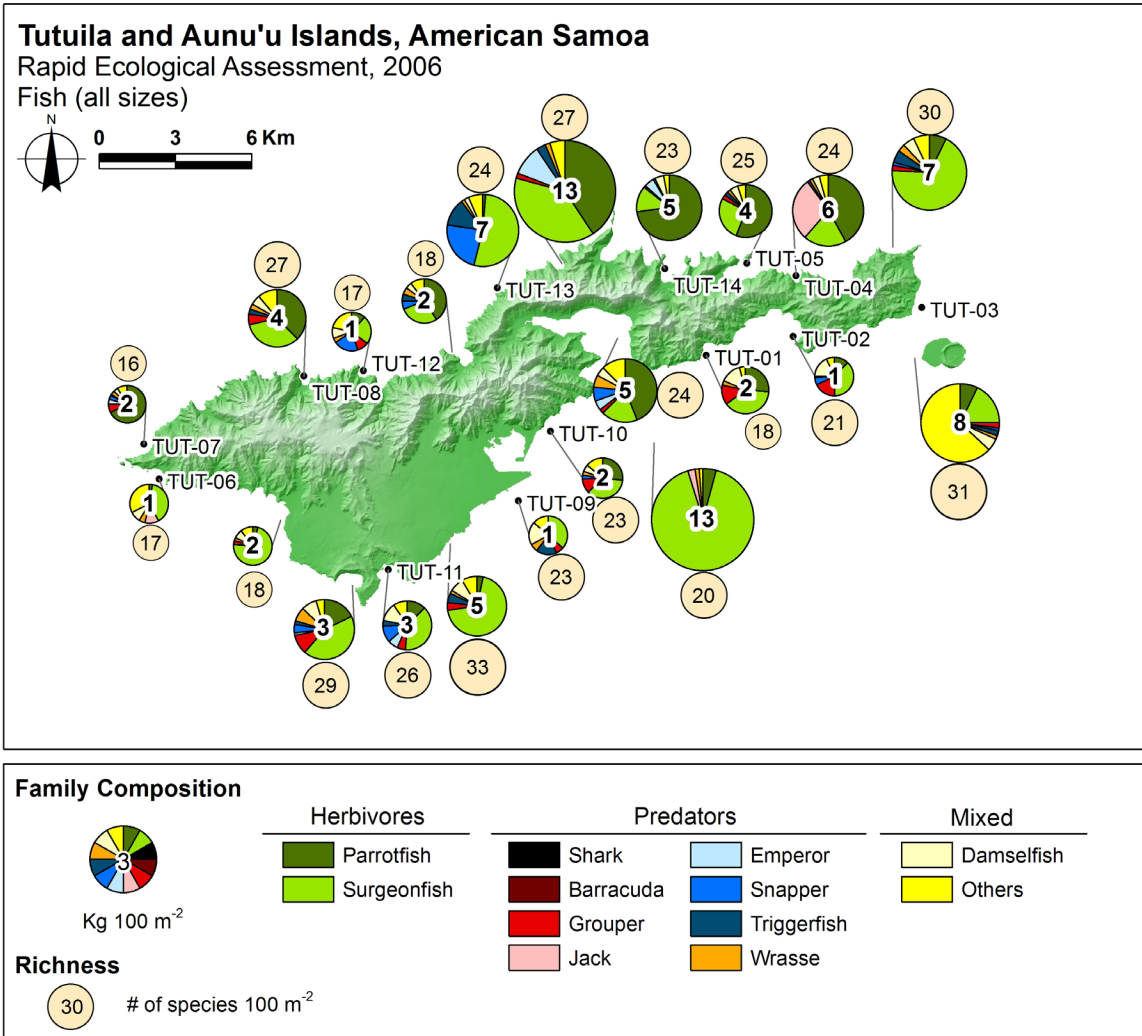 Tutuila and Aunu'u Islands, American Samoa
Rapid Ecological Assessment, 2006
Fish (all sizes)
N
0 3 6 Km
27
30
23
25
24
24
13
7
5
4
6
7
27
18
TUT-05
17
2
TUT-13
TUT-14
TUT-04
4
1
TUT-03
TUT-02
16
TUT-12
TUT-01
TUT-08
5
2
1
2
24
18
21
8
TUT-10
TUT-07
TUT-06
2
31
1
TUT-09
13
23
17
2
1
TUT-11
23
18
5
20
3
3
33
29
26
Family Composition
3
Kg 100 m-2
Richness
30
# of species 100 m-2
Herbivores
Parrotfish
Surgeonfish
Predators
Shark
Barracuda
Grouper
Jack
Emperor
Snapper
Triggerfish
Wrasse
Mixed
Damselfish
Others